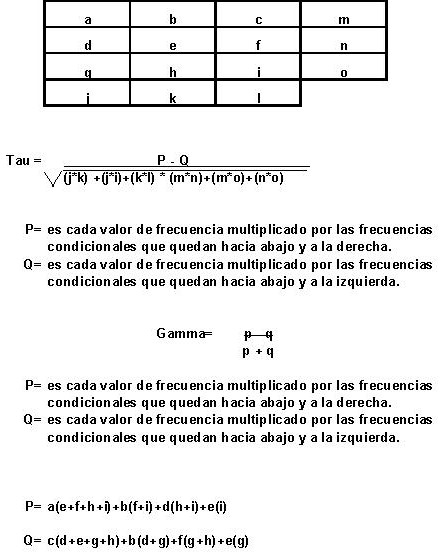 a b c m
d e f n
g h i o
j k l
Tau = P - Q
(j*k) +(j*i)+(k*l) * (m*n)+(m*o)+(n*o)
P= es cada valor de frecuencia multiplicado por las frecuencias
condicionales que quedan hacia abajo y a la derecha.
Q= es cada valor de frecuencia multiplicado por las frecuencias
condicionales que quedan hacia abajo y a la izquierda.
Gamma= p - q
p + q
P= es cada valor de frecuencia multiplicado por las frecuencias
condicionales que quedan hacia abajo y a la derecha.
Q= es cada valor de frecuencia multiplicado por las frecuencias
condicionales que quedan hacia abajo y a la izquierda.
P= a(e+f+h+i)+b(f+i)+d(h+i)+e(i)
Q= c(d+e+g+h)+b(d+g)+f(g+h)+e(g)